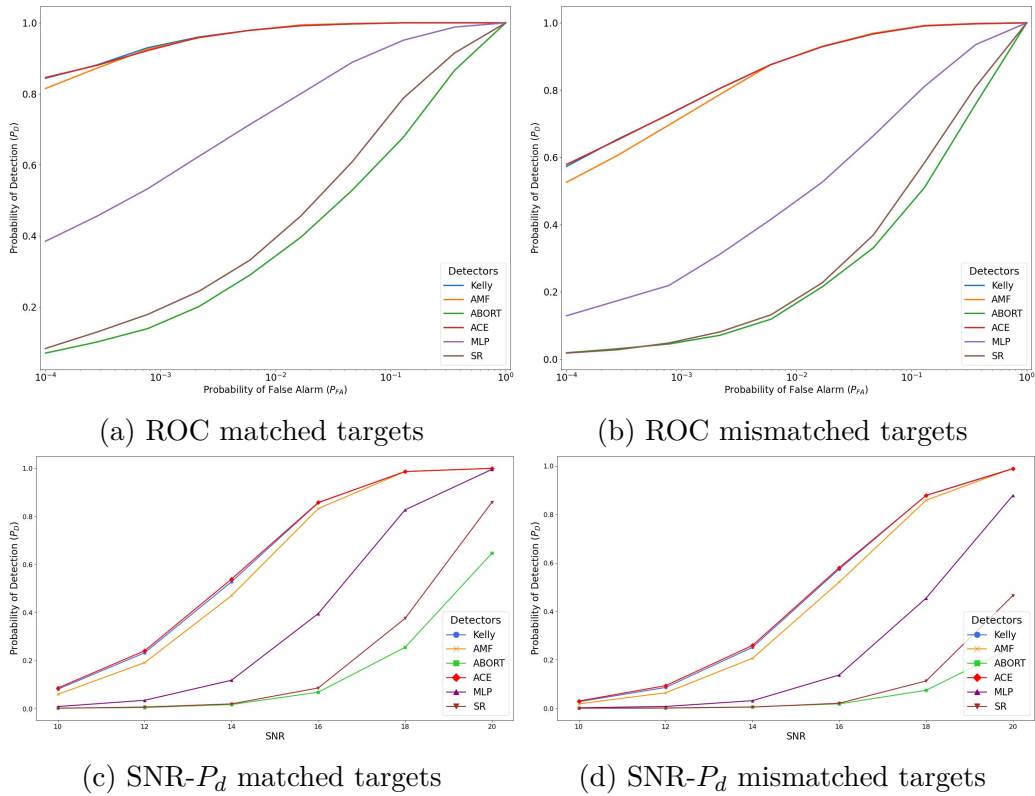 Probability of Detection (P_D)
1.0
0.8
0.6
0.4
0.2
Detectors
Kelly
AMF
ABORT
ACE
MLP
SR
10⁻⁴
10⁻³
10⁻²
10⁻¹
10⁰
Probability of False Alarm (P_FA)
(a) ROC matched targets
Probability of Detection (P_D)
1.0
0.8
0.6
0.4
0.2
0.0
Detectors
Kelly
AMF
ABORT
ACE
MLP
SR
10⁻⁴
10⁻³
10⁻²
10⁻¹
10⁰
Probability of False Alarm (P_FA)
(b) ROC mismatched targets
Probability of Detection (P_D)
1.0
0.8
0.6
0.4
0.2
0.0
Detectors
Kelly
AMF
ABORT
ACE
MLP
SR
10
12
14
16
18
20
SNR
(c) SNR-P_d matched targets
Probability of Detection (P_D)
1.0
0.8
0.6
0.4
0.2
0.0
Detectors
Kelly
AMF
ABORT
ACE
MLP
SR
10
12
14
16
18
20
SNR
(d) SNR-P_d mismatched targets